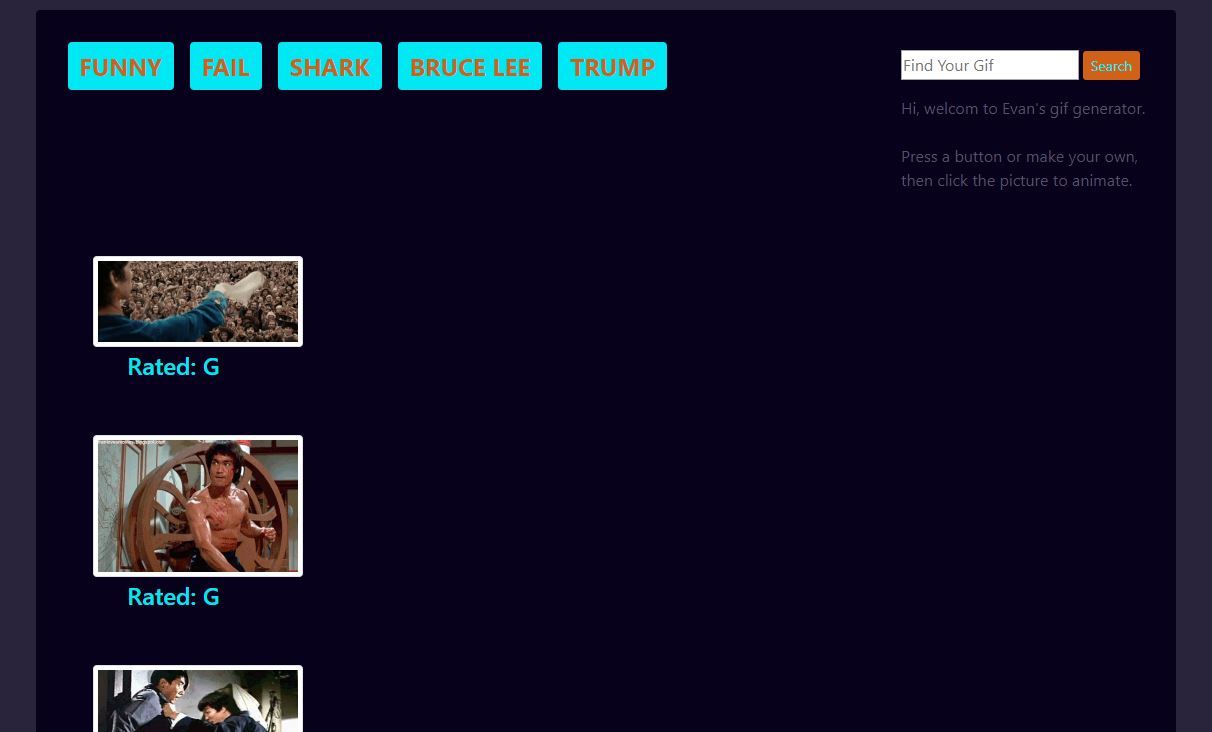 FUNNY FAIL SHARK BRUCE LEE TRUMP
Find Your Gif Search
Hi, welcom to Evan's gif generator.
Press a button or make your own,
then click the picture to animate.
Rated: G
Rated: G